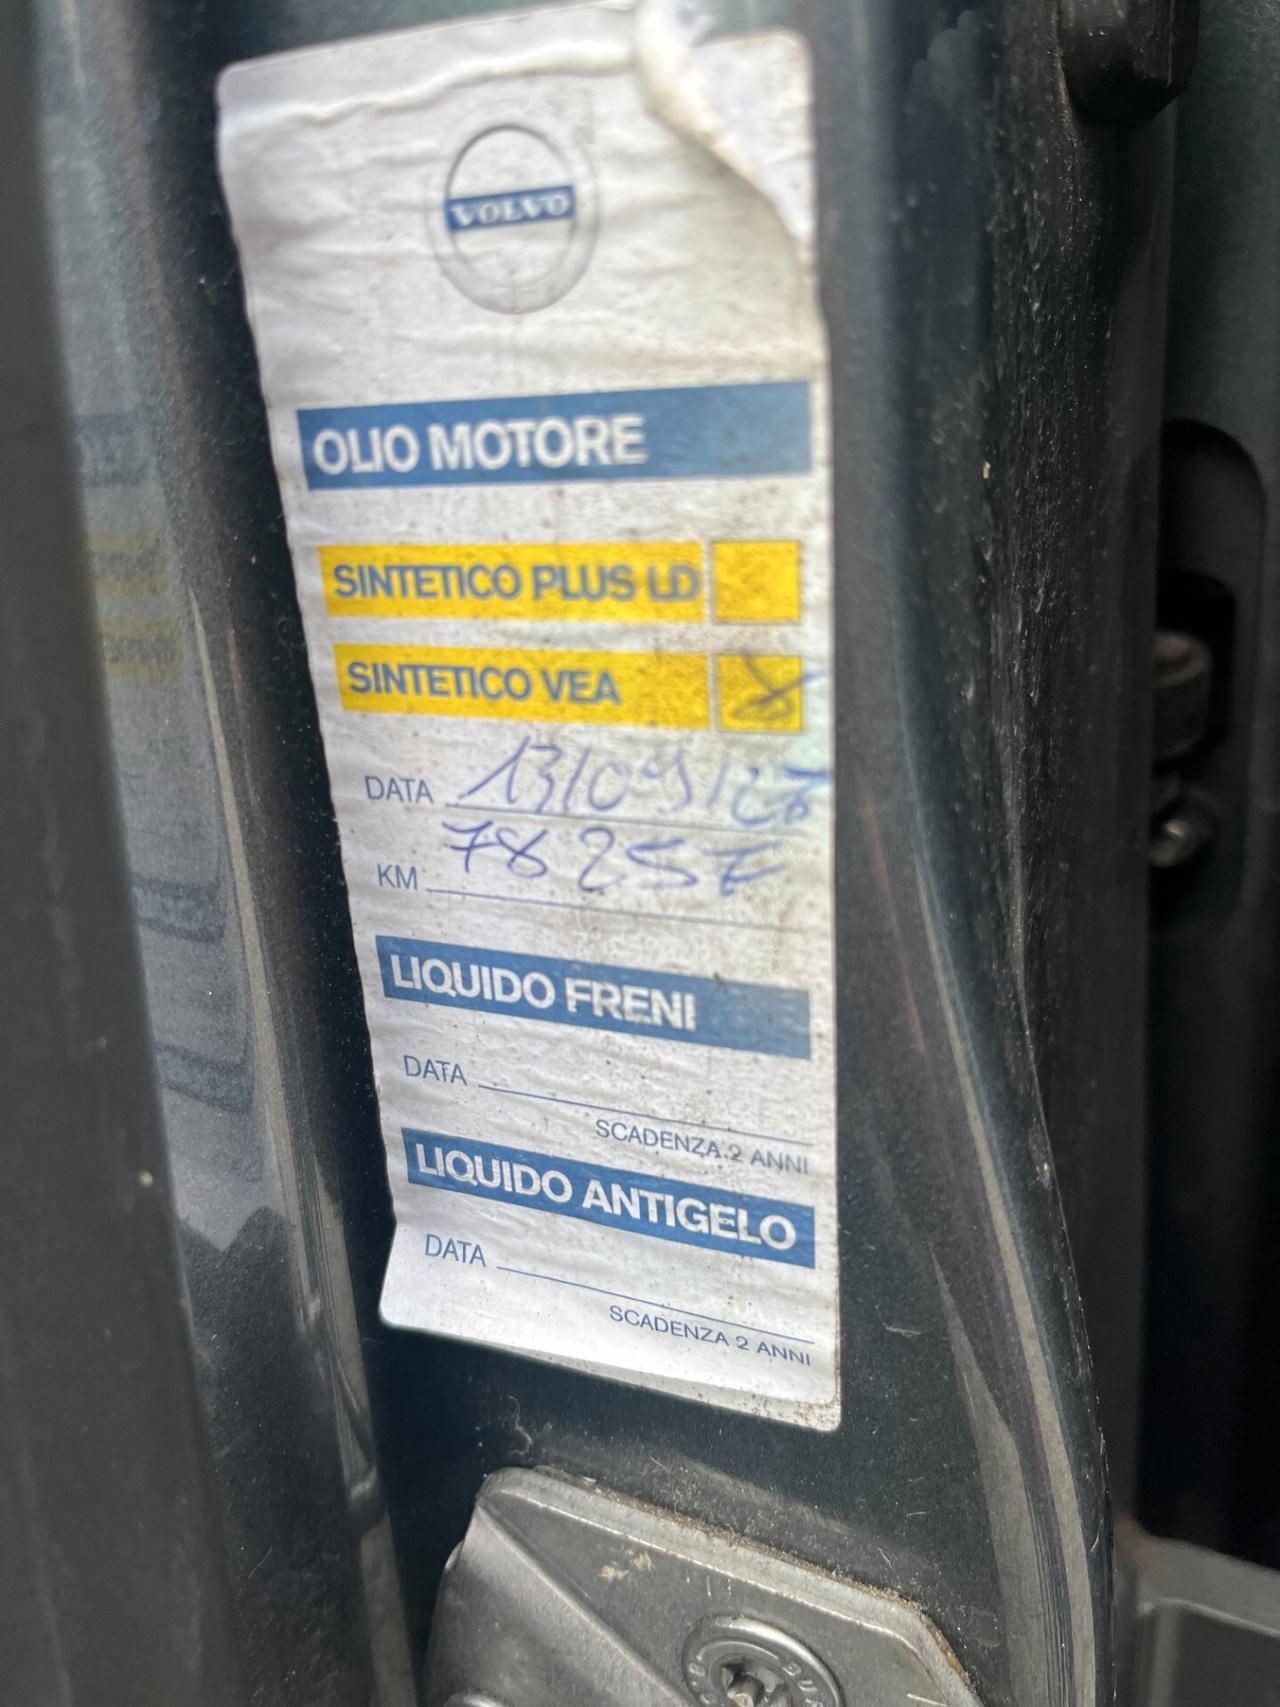 VOLVO
OLIO MOTORE
SINTETICO PLUS LD
SINTETICO VEA
DATA
KM
LIQUIDO FRENI
DATA
SCADENZA 2 ANNI
LIQUIDO ANTIGELO
DATA
SCADENZA 2 ANNI